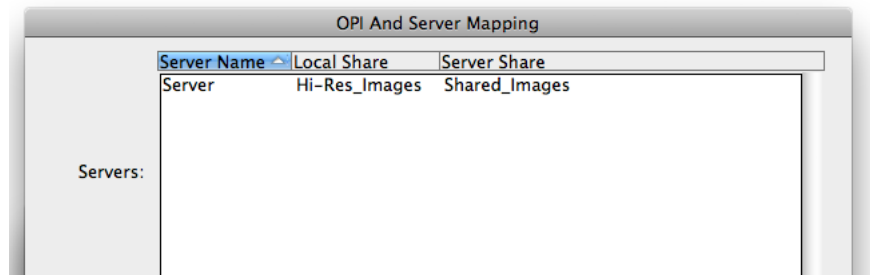 OPI And Server Mapping
Server Name Local Share Server Share
Server Hi-Res_Images Shared_Images
Servers: